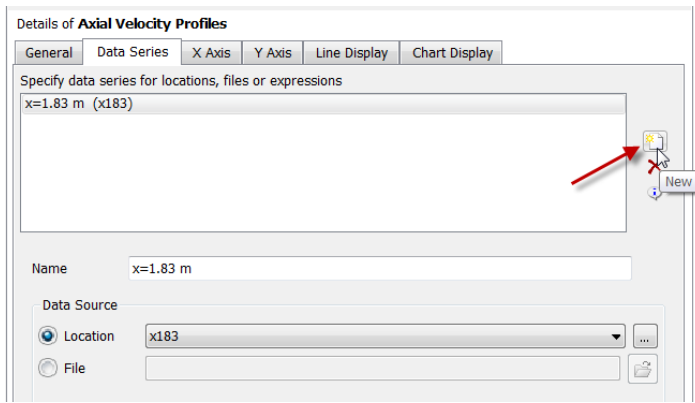 Details of Axial Velocity Profiles
General Data Series X Axis Y Axis Line Display Chart Display
Specify data series for locations, files or expressions
x=1.83 m (x183)
New
Name x=1.83 m
Data Source
Location x183 ...
File